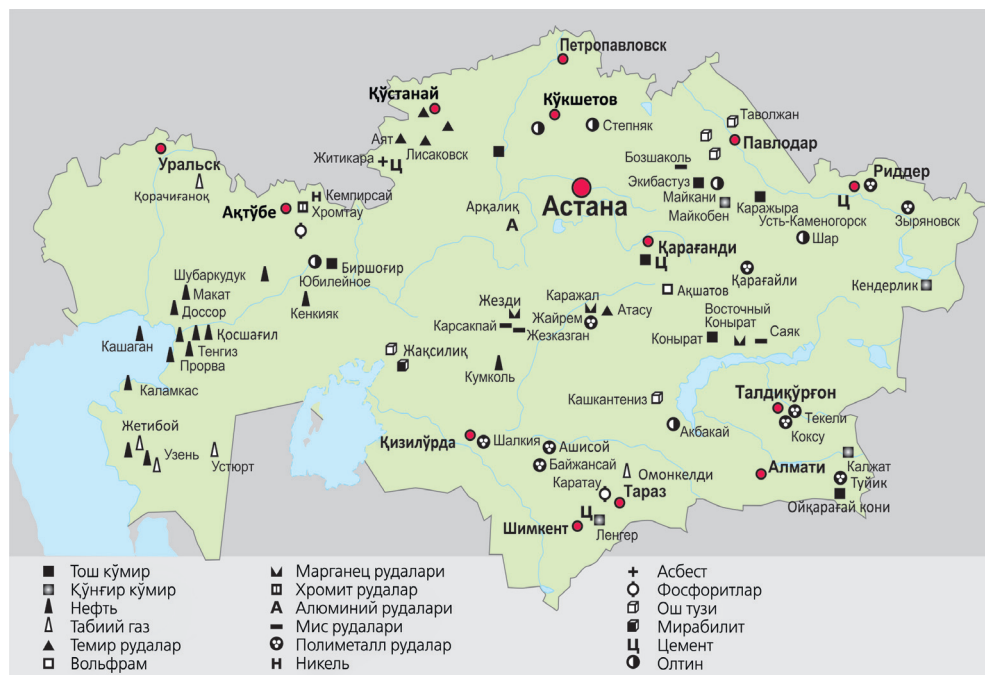 Петропавловск
Қўстанай
Кўкшетов
Таволжан
Аят
Степняк
Лисаковск
Павлодар
Житикара
Ц
Бозшаколь
Уральск
Риддер
Қорачиғаноқ
Экибастуз
Кемпирсай
Майкани
Ц
Ақтўбе
Хромтау
Арқалиқ
А
Астана
Майкобен
Каражыра
Зыряновск
Усть-Каменогорск
Шар
Қарағанди
Ц
Биршоғир
Шубаркудук
Юбилейное
Қарағайли
Кендерлик
Макат
Ақшатов
Доссор
Кенкияк
Жезди
Каражал
Атасу
Восточный
Конырат
Жайрем
Қосшағил
Карсакпай
Жезказган
Коныpат
Саяк
Кашаган
Тенгиз
Прорва
Жақсилиқ
Кумколь
Каламкас
Кашкантениз
Талдиқўрғон
Текели
Жетибой
Акбакай
Коксу
Қизилўрда
Шалкия
Ашисой
Узень
Устюрт
Байжансай
Омонкелди
Алмати
Калжат
Каратау
Туйик
Тараз
Ойқарағай кони
Ц
Шимкент
Ленгер
Тош кўмир
Қўнғир кўмир
Нефть
Табиий газ
Темир рудалар
Вольфрам
Марганец рудалари
Хромит рудалар
А Алюминий рудалари
Мис рудалари
Полиметалл рудалар
Н Никель
+ Асбест
Фосфоритлар
Ош тузи
Мирабилит
Ц Цемент
Олтин